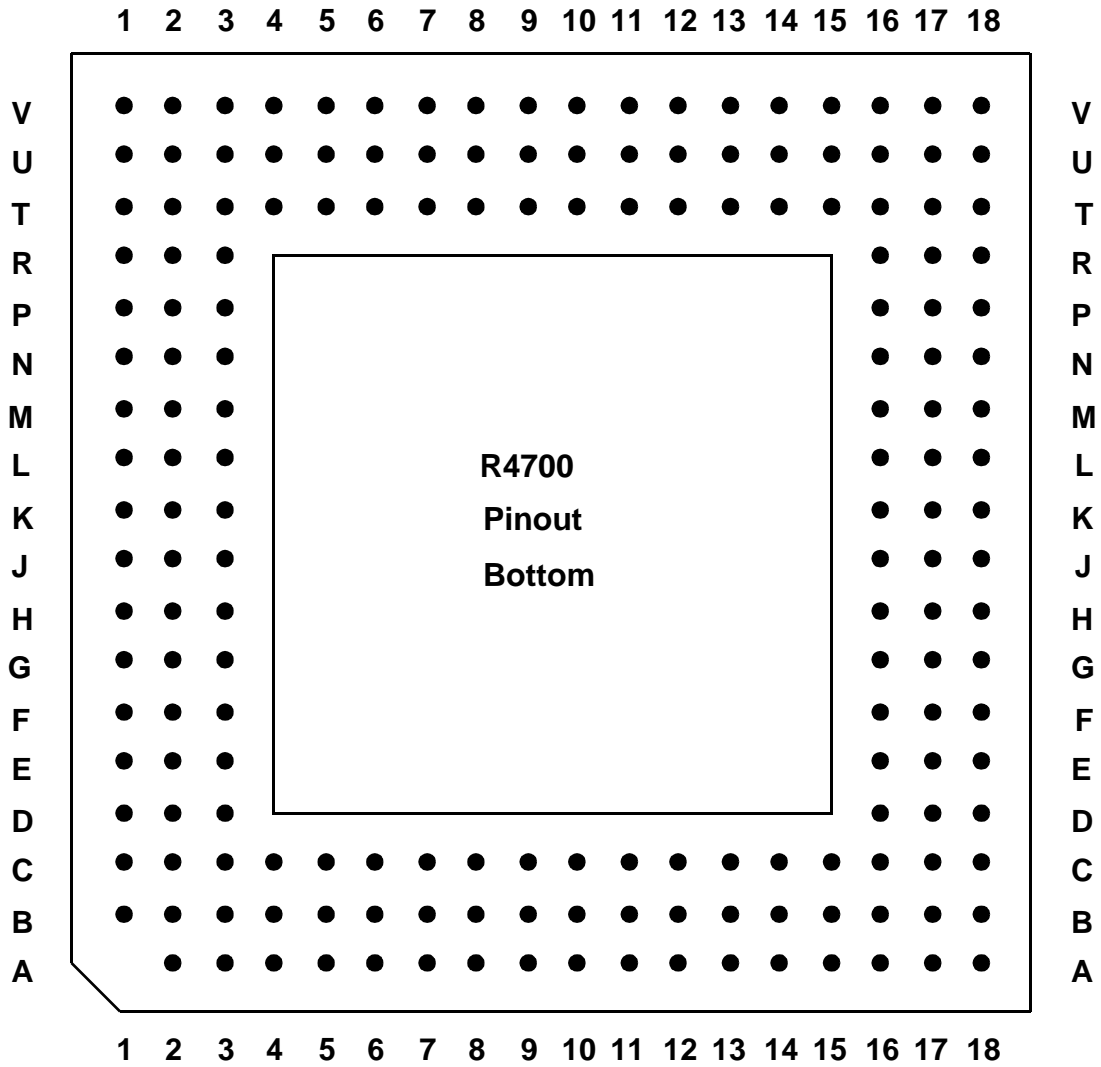 1 2 3 4 5 6 7 8 9 10 11 12 13 14 15 16 17 18
V V
U U
T T
R R
P P
N N
M M
L R4700 L
K Pinout K
J Bottom J
H H
G G
F F
E E
D D
C C
B B
A A
1 2 3 4 5 6 7 8 9 10 11 12 13 14 15 16 17 18